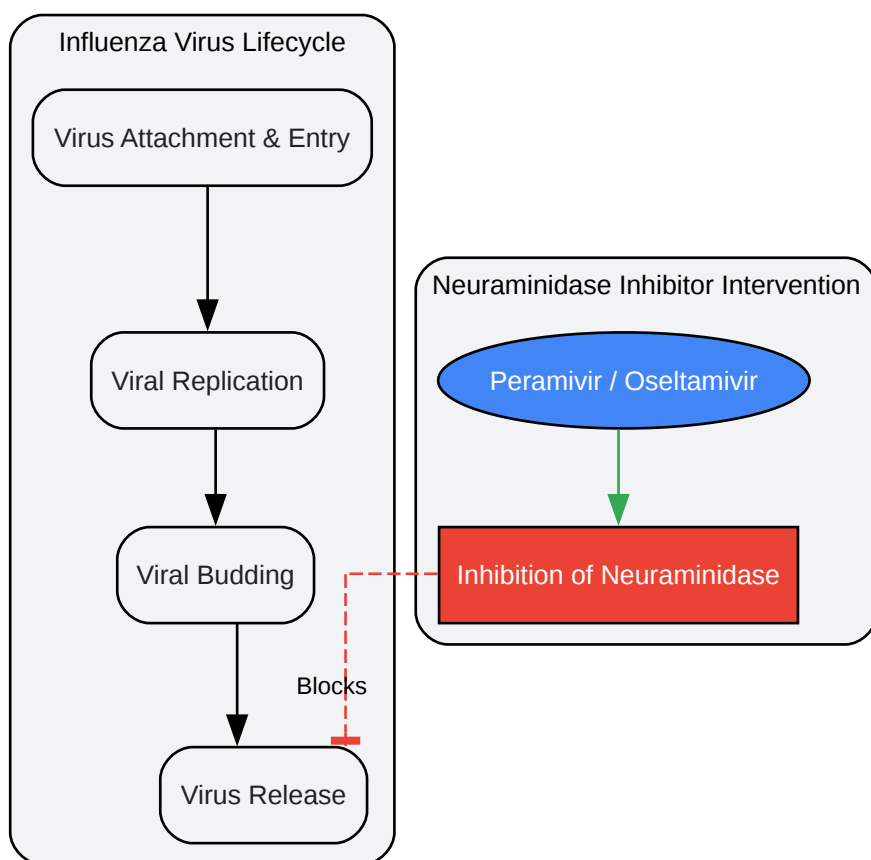 Influenza Virus Lifecycle
Virus Attachment & Entry
Viral Replication
Viral Budding
Blocks
Virus Release
Neuraminidase Inhibitor Intervention
Peramivir / Oseltamivir
Inhibition of Neuraminidase